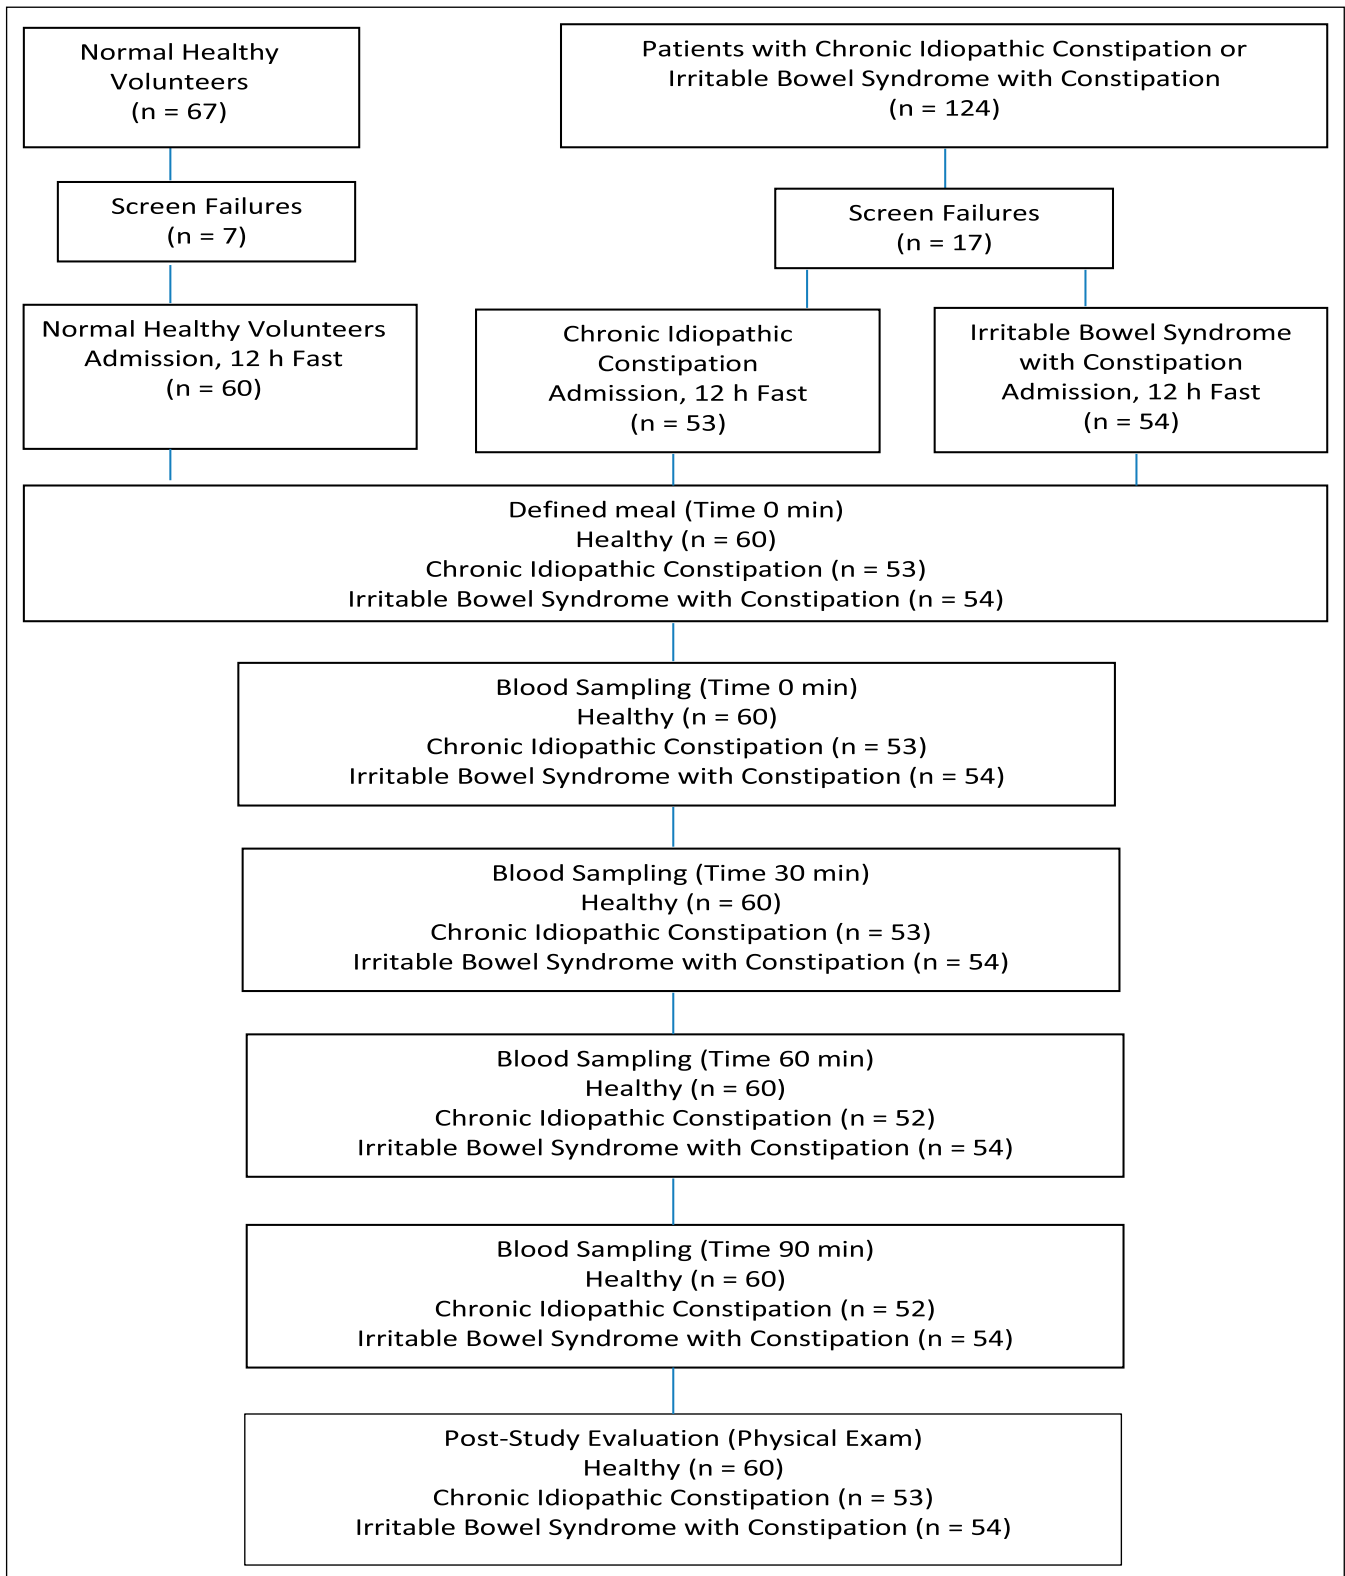 Normal Healthy
Volunteers
(n = 67)
Patients with Chronic Idiopathic Constipation or
Irritable Bowel Syndrome with Constipation
(n = 124)
Screen Failures
(n = 7)
Screen Failures
(n = 17)
Normal Healthy Volunteers
Admission, 12 h Fast
(n = 60)
Chronic Idiopathic
Constipation
Admission, 12 h Fast
(n = 53)
Irritable Bowel Syndrome
with Constipation
Admission, 12 h Fast
(n = 54)
Defined meal (Time 0 min)
Healthy (n = 60)
Chronic Idiopathic Constipation (n = 53)
Irritable Bowel Syndrome with Constipation (n = 54)
Blood Sampling (Time 0 min)
Healthy (n = 60)
Chronic Idiopathic Constipation (n = 53)
Irritable Bowel Syndrome with Constipation (n = 54)
Blood Sampling (Time 30 min)
Healthy (n = 60)
Chronic Idiopathic Constipation (n = 53)
Irritable Bowel Syndrome with Constipation (n = 54)
Blood Sampling (Time 60 min)
Healthy (n = 60)
Chronic Idiopathic Constipation (n = 52)
Irritable Bowel Syndrome with Constipation (n = 54)
Blood Sampling (Time 90 min)
Healthy (n = 60)
Chronic Idiopathic Constipation (n = 52)
Irritable Bowel Syndrome with Constipation (n = 54)
Post-Study Evaluation (Physical Exam)
Healthy (n = 60)
Chronic Idiopathic Constipation (n = 53)
Irritable Bowel Syndrome with Constipation (n = 54)